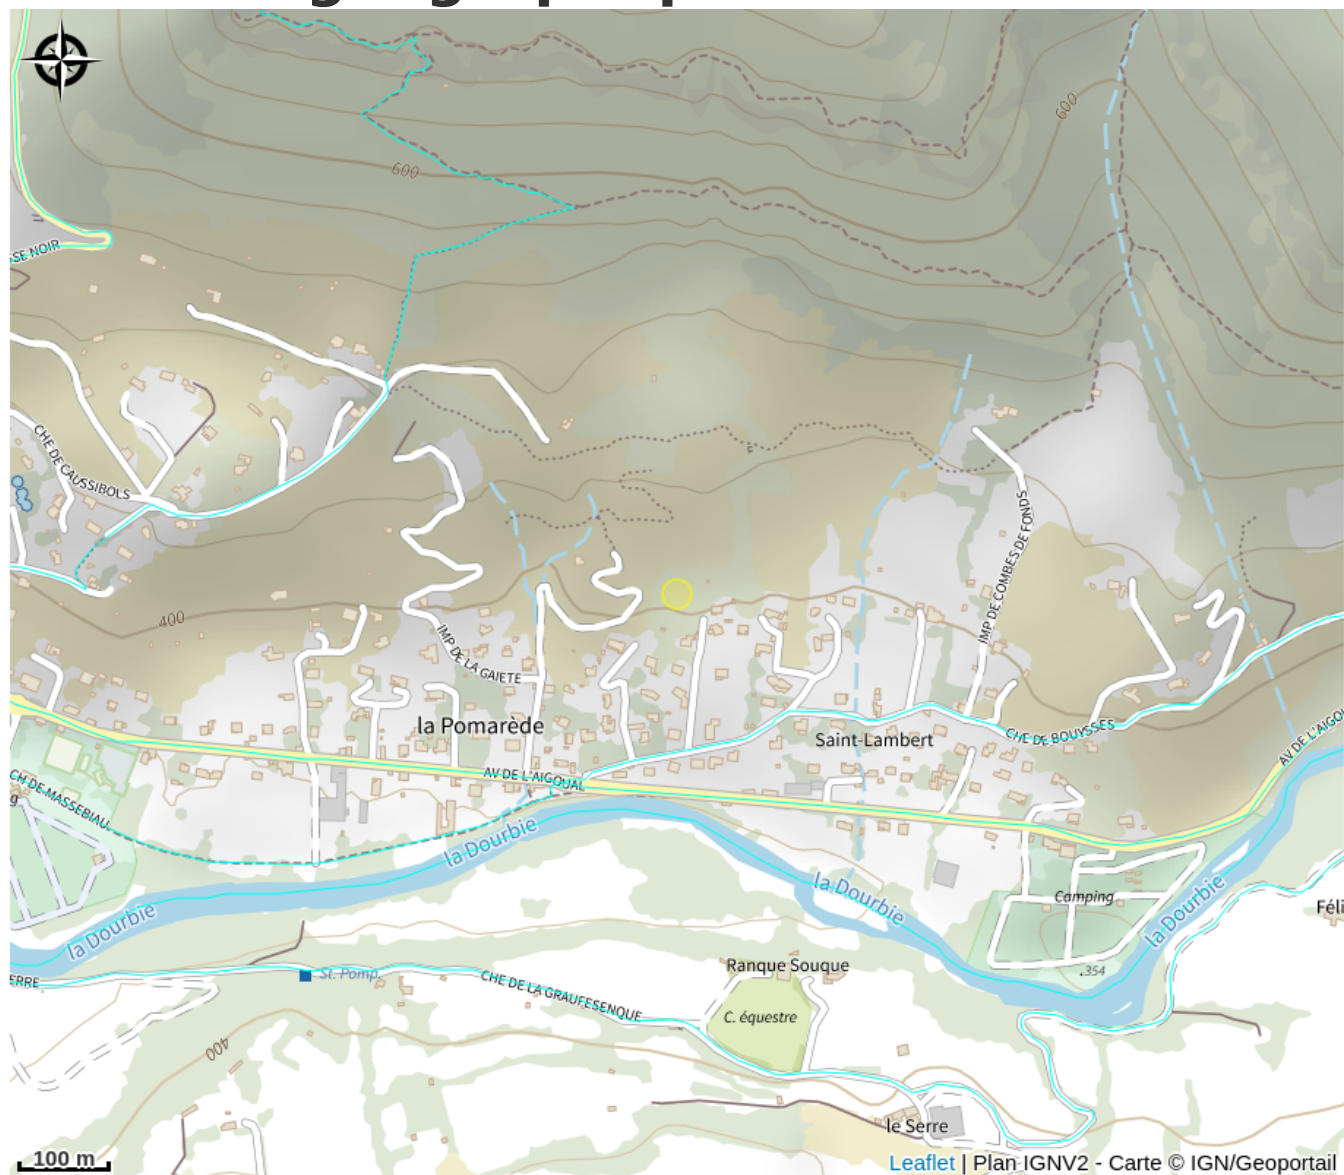 600
600
SSE NOIR
CHE DE CAUSSIBOLS
IMP DE COMBES-DE FONDS
400
IMP DE LA GAIETE
la Pomarède
Saint-Lambert
CHE DE BOUYSSES
AV DE L'AIGOU
AV DE L'AIGOUAL
CH DE MASSEBIAU
g
la Dourbie
la Dourbie
la Dourbie
la Dourbie
Camping
Féli
.354
Ranque Souque
ERRE
St. Pomp.
CHE DE LA GRAUFESENQUE
C. équestre
400
le Serre
100 m
Leaflet | Plan IGNV2 - Carte © IGN/Geoportail